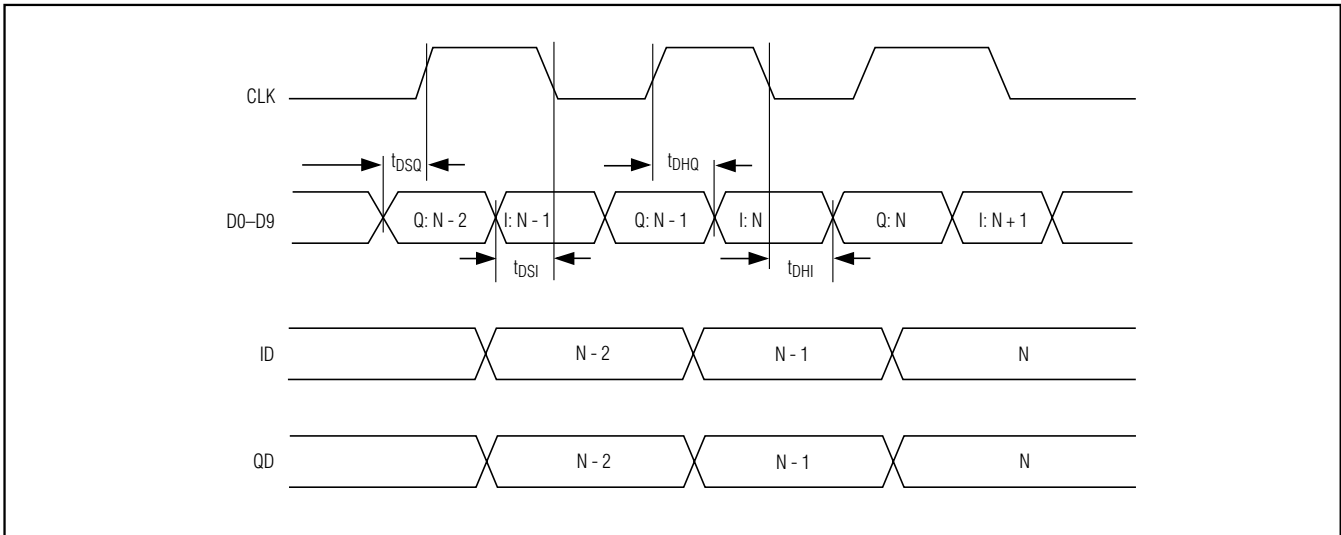 CLK
tDSQ
tDHQ
D0–D9
Q: N - 2
I: N - 1
Q: N - 1
I: N
Q: N
I: N + 1
tDSI
tDHI
ID
N - 2
N - 1
N
QD
N - 2
N - 1
N